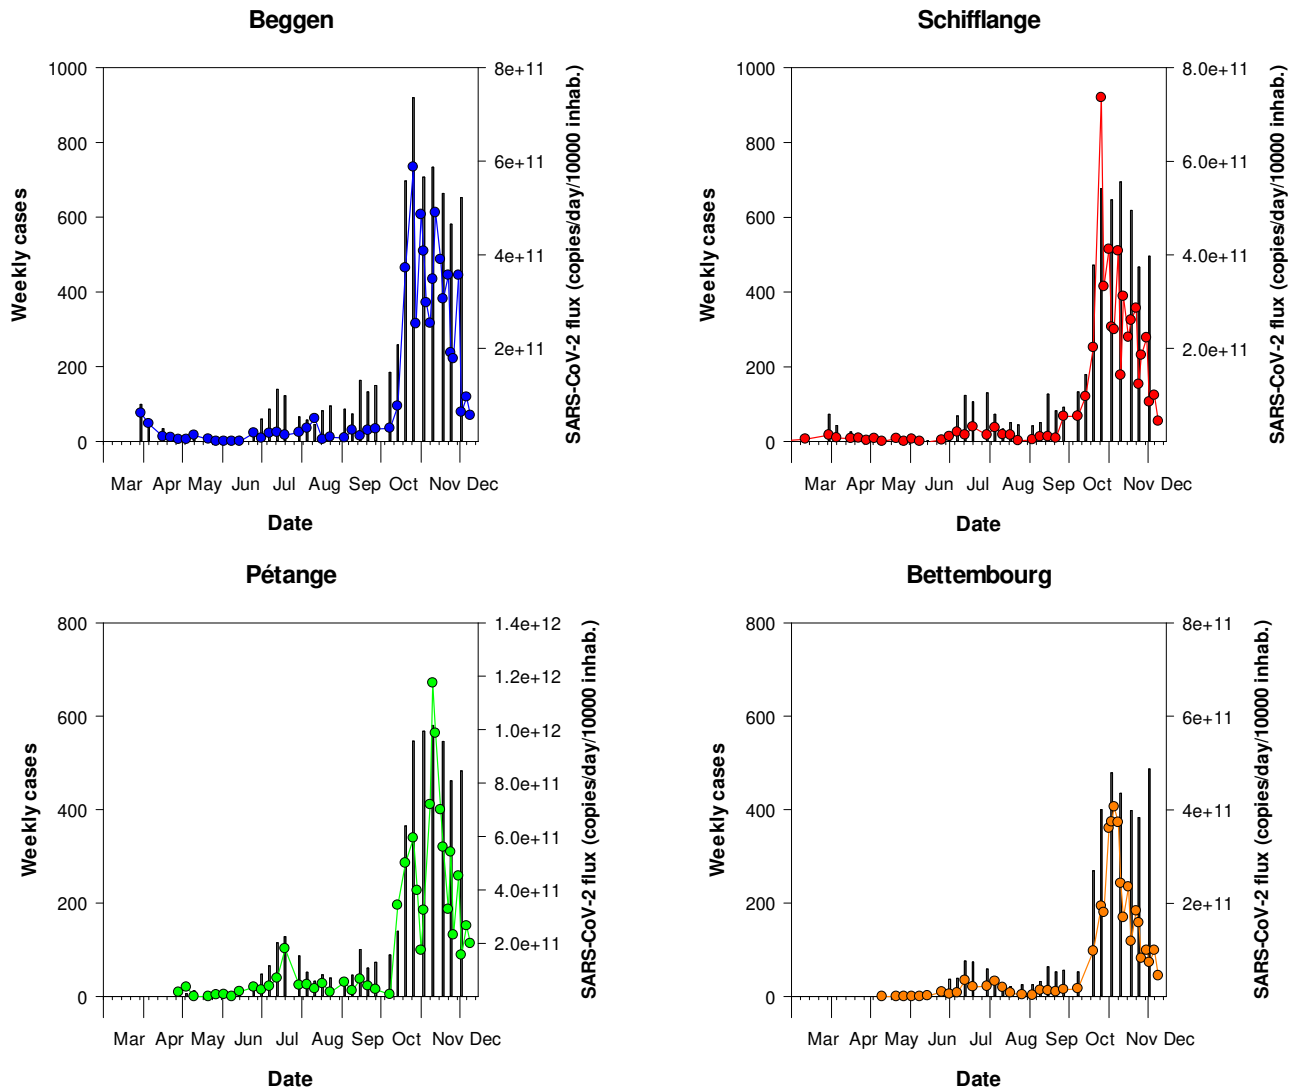 Beggen
1000
800
600
400
200
0
Weekly cases
8e+11
6e+11
4e+11
2e+11
SARS-CoV-2 flux (copies/day/10000 inhab.)
Mar Apr May Jun Jul Aug Sep Oct Nov Dec
Date
Schifflange
1000
800
600
400
200
0
Weekly cases
8.0e+11
6.0e+11
4.0e+11
2.0e+11
SARS-CoV-2 flux (copies/day/10000 inhab.)
Mar Apr May Jun Jul Aug Sep Oct Nov Dec
Date
Pétange
800
600
400
200
0
Weekly cases
1.4e+12
1.2e+12
1.0e+12
8.0e+11
6.0e+11
4.0e+11
2.0e+11
SARS-CoV-2 flux (copies/day/10000 inhab.)
Mar Apr May Jun Jul Aug Sep Oct Nov Dec
Date
Bettembourg
800
600
400
200
0
Weekly cases
8e+11
6e+11
4e+11
2e+11
SARS-CoV-2 flux (copies/day/10000 inhab.)
Mar Apr May Jun Jul Aug Sep Oct Nov Dec
Date